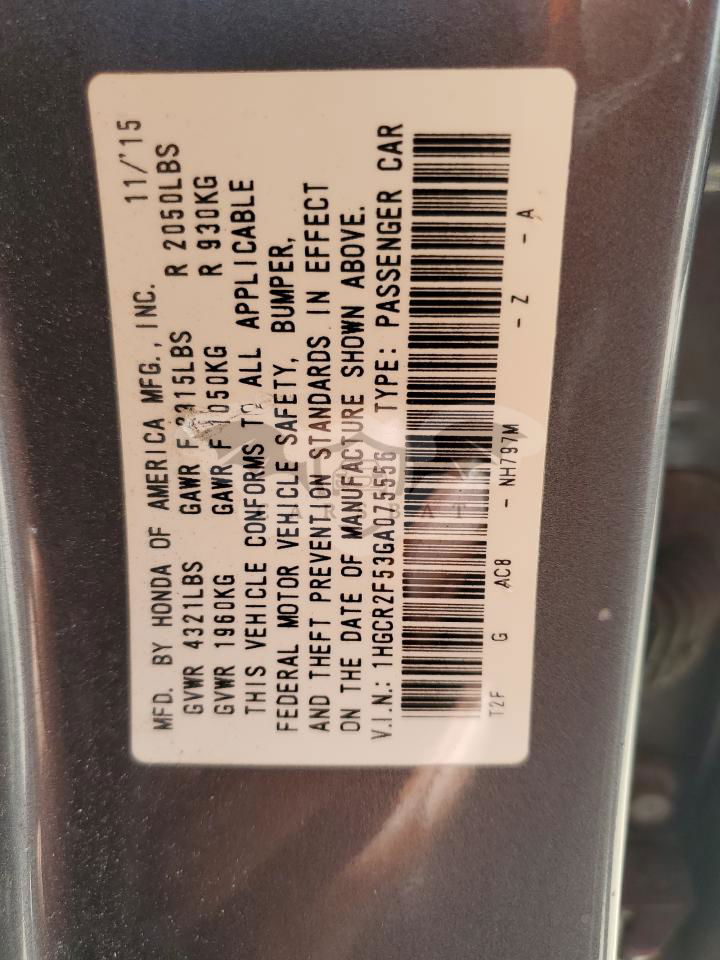 MFD. BY HONDA OF AMERICA MFG., INC. 11/'15
GVWR 4321LBS GAWR F 2315LBS R 2050LBS
GVWR 1960KG GAWR F 1050KG R 930KG
THIS VEHICLE CONFORMS TO ALL APPLICABLE
FEDERAL MOTOR VEHICLE SAFETY, BUMPER,
AND THEFT PREVENTION STANDARDS IN EFFECT
ON THE DATE OF MANUFACTURE SHOWN ABOVE.
V.I.N.: 1HGCR2F53GA075556 TYPE: PASSENGER CAR
T2F G AC8 - NH797M - Z - A